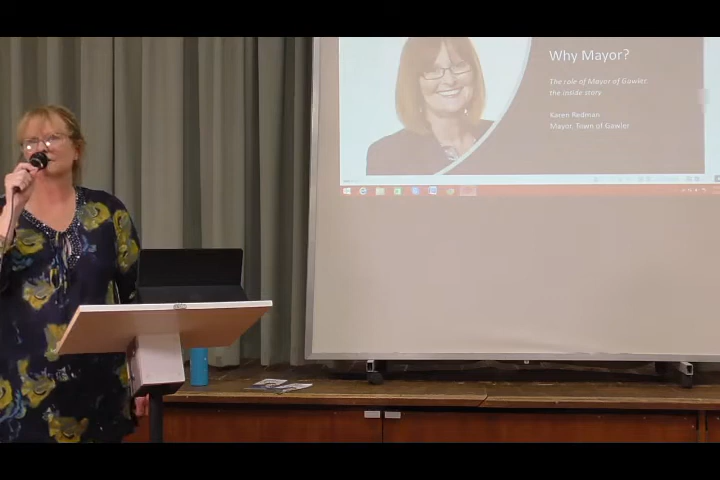 Why Mayor?
The role of Mayor of Gawler,
the inside story
Karen Redman
Mayor, Town of Gawler